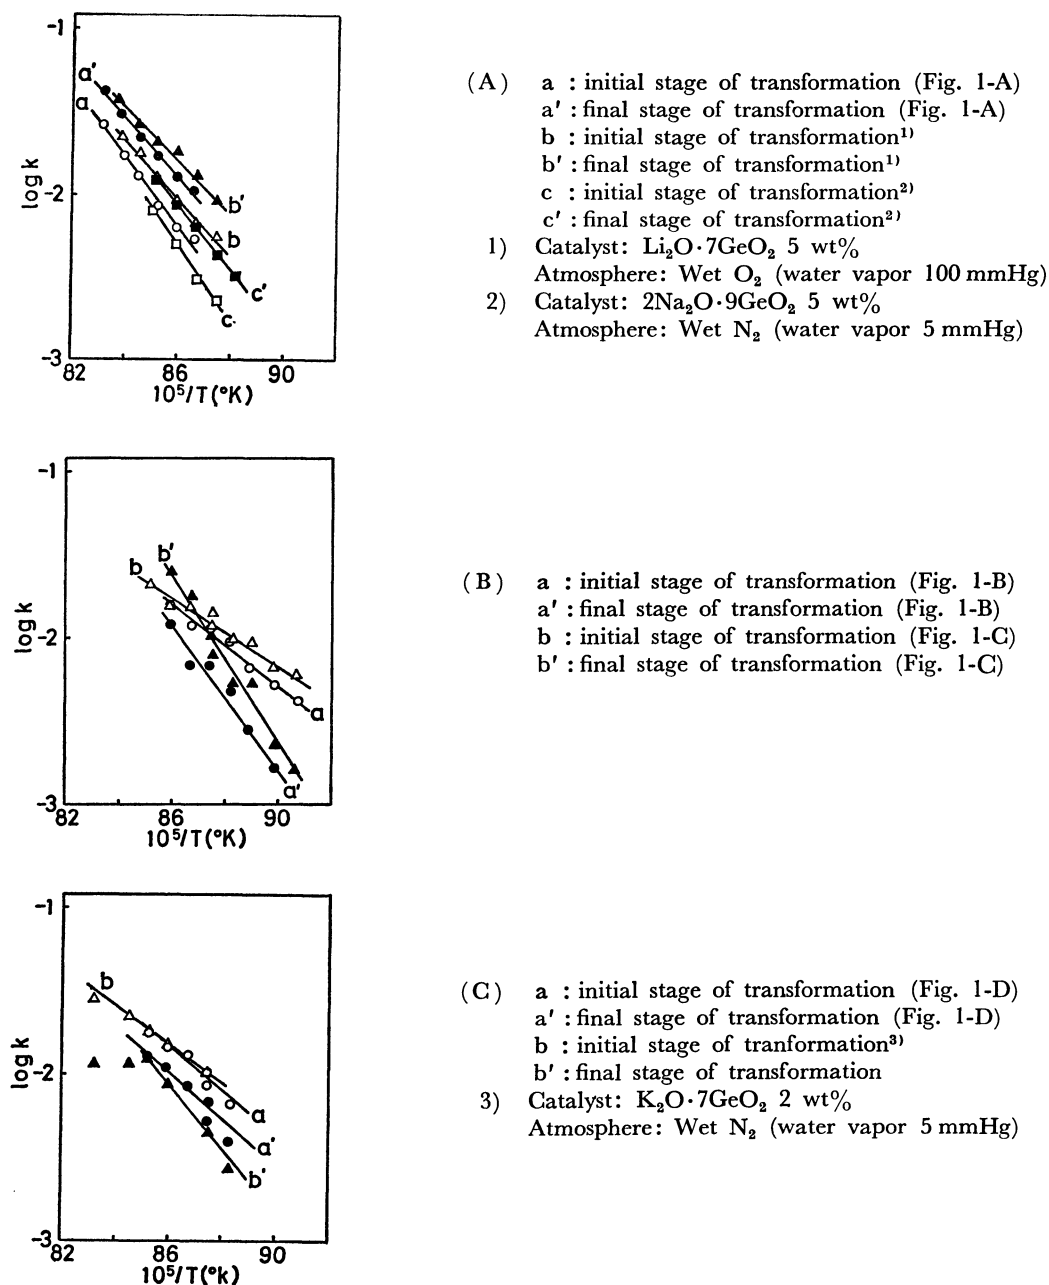 -1
a'
a
log k
-2
b'
b
c'
c
-3
82 86 90
10⁵/T(°K)
(A) a : initial stage of transformation (Fig. 1-A)
a' : final stage of transformation (Fig. 1-A)
b : initial stage of transformation¹⁾
b' : final stage of transformation¹⁾
c : initial stage of transformation²⁾
c' : final stage of transformation²⁾
1) Catalyst: Li₂O·7GeO₂ 5 wt%
Atmosphere: Wet O₂ (water vapor 100 mmHg)
2) Catalyst: 2Na₂O·9GeO₂ 5 wt%
Atmosphere: Wet N₂ (water vapor 5 mmHg)
-1
b'
b
log k
-2
a
a'
-3
82 86 90
10⁵/T(°K)
(B) a : initial stage of transformation (Fig. 1-B)
a' : final stage of transformation (Fig. 1-B)
b : initial stage of transformation (Fig. 1-C)
b' : final stage of transformation (Fig. 1-C)
-1
b
log k
-2
a
a'
b'
-3
82 86 90
10⁵/T(°k)
(C) a : initial stage of transformation (Fig. 1-D)
a' : final stage of transformation (Fig. 1-D)
b : initial stage of tranformation³⁾
b' : final stage of transformation
3) Catalyst: K₂O·7GeO₂ 2 wt%
Atmosphere: Wet N₂ (water vapor 5 mmHg)